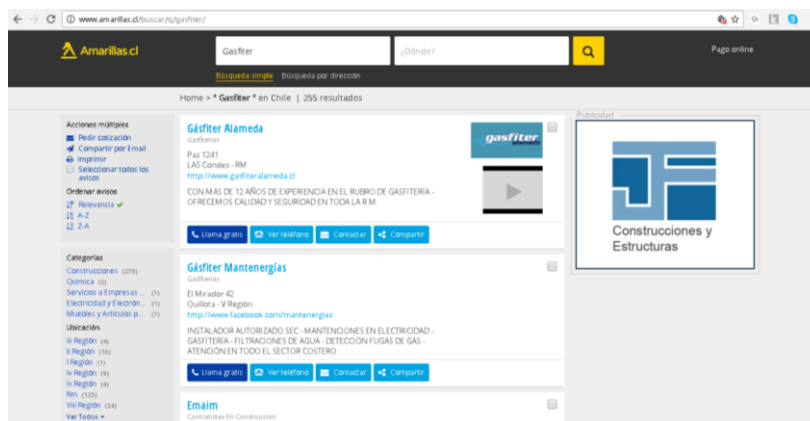 www.amarillas.cl/buscar/q/gasfiter/
Amarillas.cl
Gasfiter
¿Dónde?
Pago online
Búsqueda simple Búsqueda por dirección
Home > " Gasfiter " en Chile | 255 resultados
Publicidad
Acciones múltiples
Pedir cotización
Compartir por Email
Imprimir
Seleccionar todos los
avisos
Ordenar avisos
Relevancia
A-Z
Z-A
Categorías
Construcciones (270)
Química (2)
Servicios a Empresas ... (1)
Electricidad y Electrón... (1)
Muebles y Artículos p... (1)
Ubicación
III Región (4)
II Región (16)
I Región (1)
Iv Región (9)
Ix Región (4)
Rm (125)
VIII Región (24)
Ver Todos
Gásfiter Alameda
Gasfiterías
Paz 1241
LAS Condes - RM
http://www.gasfiteralameda.cl
CON MÁS DE 12 AÑOS DE EXPERIENCIA EN EL RUBRO DE GASFITERÍA -
OFRECEMOS CALIDAD Y SEGURIDAD EN TODA LA R.M.
gasfiter
Llama gratis Ver teléfono Contactar Compartir
Gásfiter Mantenergías
Gasfiterías
El Mirador 42
Quillota - V Región
http://www.facebook.com/mantenergias
INSTALADOR AUTORIZADO SEC - MANTENCIONES EN ELECTRICIDAD -
GASFITERÍA - FILTRACIONES DE AGUA - DETECCIÓN FUGAS DE GAS -
ATENCIÓN EN TODO EL SECTOR COSTERO
Llama gratis Ver teléfono Contactar Compartir
Emaim
Contratistas En Construcción
Construcciones y
Estructuras